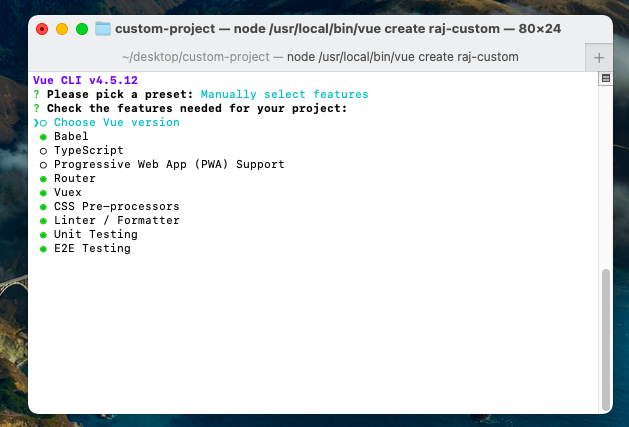 custom-project — node /usr/local/bin/vue create raj-custom — 80×24
~/desktop/custom-project — node /usr/local/bin/vue create raj-custom
+
Vue CLI v4.5.12
? Please pick a preset: Manually select features
? Check the features needed for your project:
❯◯ Choose Vue version
◉ Babel
◯ TypeScript
◯ Progressive Web App (PWA) Support
◉ Router
◉ Vuex
◉ CSS Pre-processors
◉ Linter / Formatter
◉ Unit Testing
◉ E2E Testing